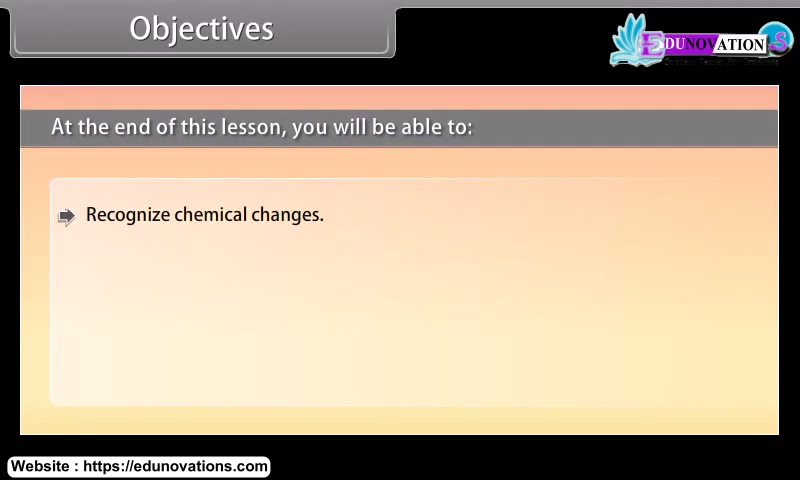 Objectives
EDUNOVATION.S
At the end of this lesson, you will be able to:
Recognize chemical changes.
Website : https://edunovations.com